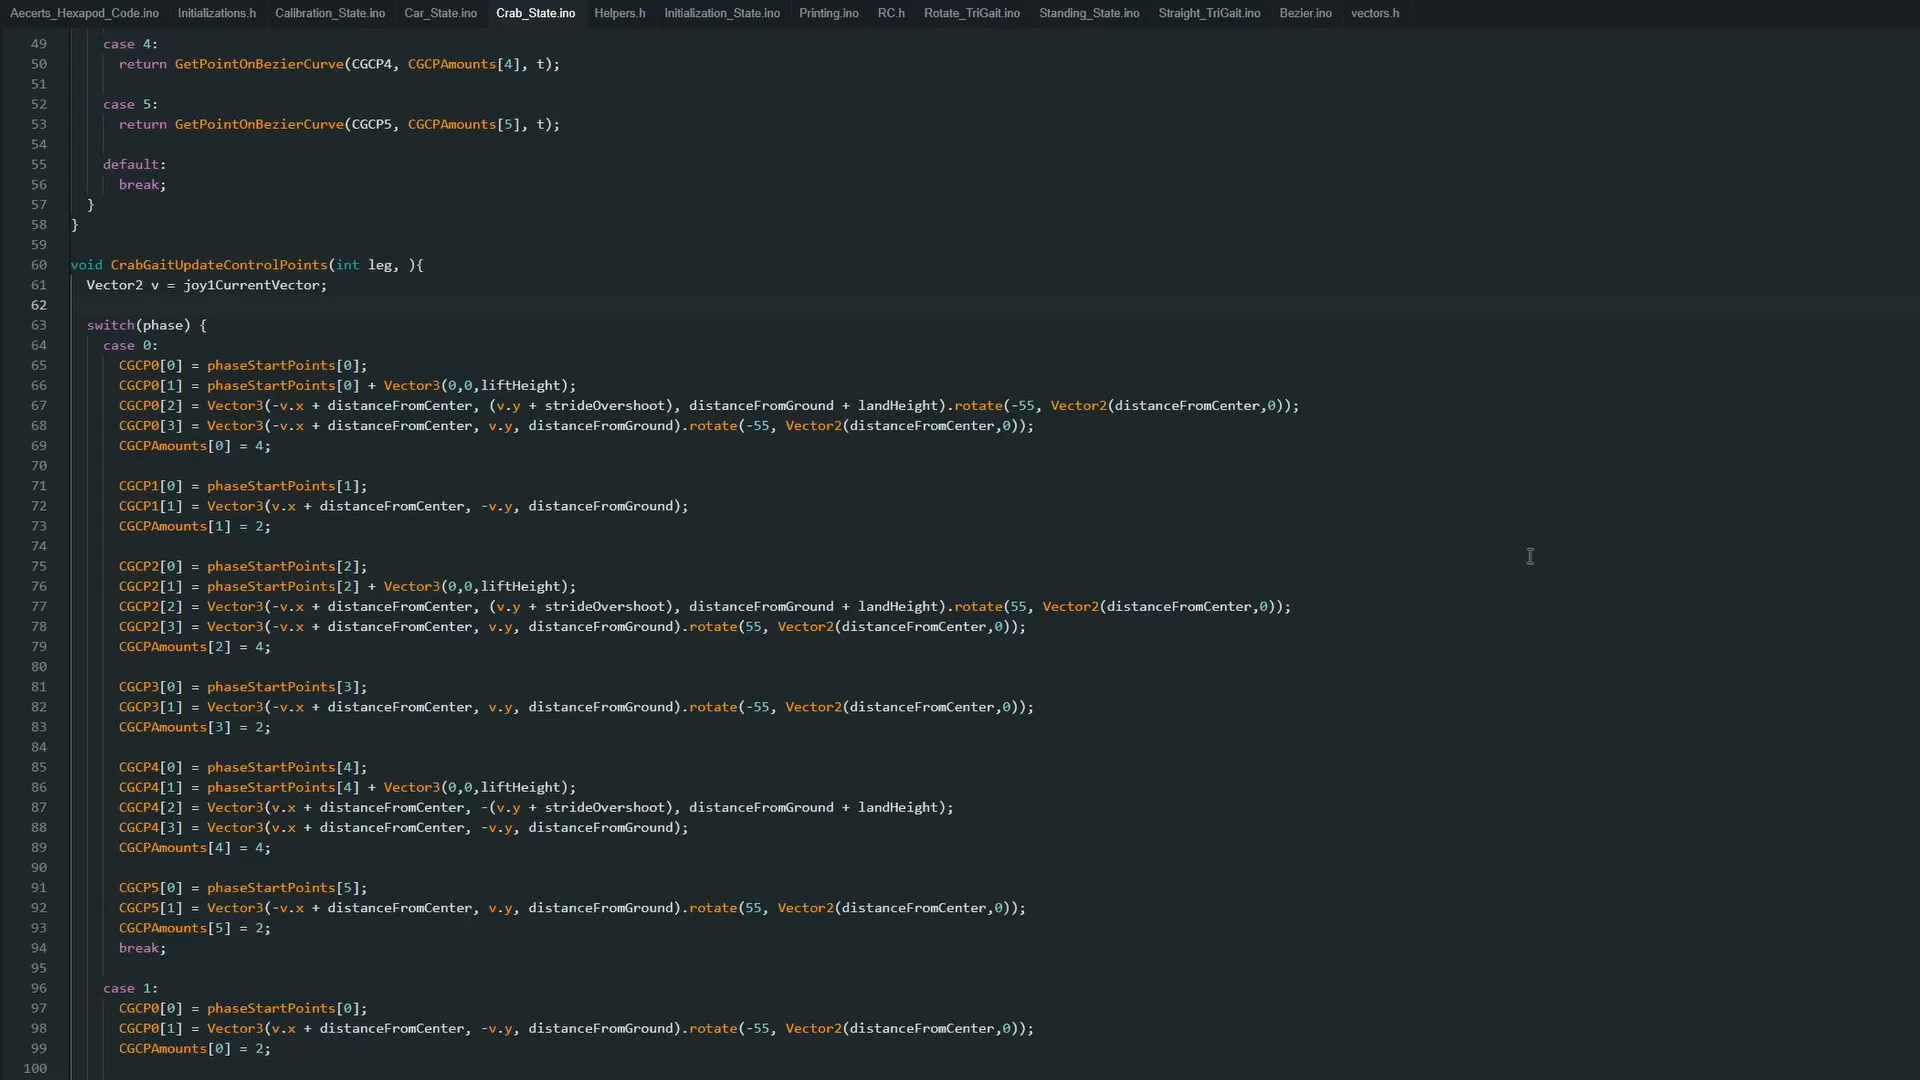 Aecerts_Hexapod_Code.ino Initializations.h Calibration_State.ino Car_State.ino Crab_State.ino Helpers.h Initialization_State.ino Printing.ino RC.h Rotate_TriGait.ino Standing_State.ino Straight_TriGait.ino Bezier.ino vectors.h
49 case 4:
50 return GetPointOnBezierCurve(CGCP4, CGCPAmounts[4], t);
51
52 case 5:
53 return GetPointOnBezierCurve(CGCP5, CGCPAmounts[5], t);
54
55 default:
56 break;
57 }
58 }
59
60 void CrabGaitUpdateControlPoints(int leg, ){
61 Vector2 v = joy1CurrentVector;
62
63 switch(phase) {
64 case 0:
65 CGCP0[0] = phaseStartPoints[0];
66 CGCP0[1] = phaseStartPoints[0] + Vector3(0,0,liftHeight);
67 CGCP0[2] = Vector3(-v.x + distanceFromCenter, (v.y + strideOvershoot), distanceFromGround + landHeight).rotate(-55, Vector2(distanceFromCenter,0));
68 CGCP0[3] = Vector3(-v.x + distanceFromCenter, v.y, distanceFromGround).rotate(-55, Vector2(distanceFromCenter,0));
69 CGCPAmounts[0] = 4;
70
71 CGCP1[0] = phaseStartPoints[1];
72 CGCP1[1] = Vector3(v.x + distanceFromCenter, -v.y, distanceFromGround);
73 CGCPAmounts[1] = 2;
74
75 CGCP2[0] = phaseStartPoints[2];
76 CGCP2[1] = phaseStartPoints[2] + Vector3(0,0,liftHeight);
77 CGCP2[2] = Vector3(-v.x + distanceFromCenter, (v.y + strideOvershoot), distanceFromGround + landHeight).rotate(55, Vector2(distanceFromCenter,0));
78 CGCP2[3] = Vector3(-v.x + distanceFromCenter, v.y, distanceFromGround).rotate(55, Vector2(distanceFromCenter,0));
79 CGCPAmounts[2] = 4;
80
81 CGCP3[0] = phaseStartPoints[3];
82 CGCP3[1] = Vector3(-v.x + distanceFromCenter, v.y, distanceFromGround).rotate(-55, Vector2(distanceFromCenter,0));
83 CGCPAmounts[3] = 2;
84
85 CGCP4[0] = phaseStartPoints[4];
86 CGCP4[1] = phaseStartPoints[4] + Vector3(0,0,liftHeight);
87 CGCP4[2] = Vector3(v.x + distanceFromCenter, -(v.y + strideOvershoot), distanceFromGround + landHeight);
88 CGCP4[3] = Vector3(v.x + distanceFromCenter, -v.y, distanceFromGround);
89 CGCPAmounts[4] = 4;
90
91 CGCP5[0] = phaseStartPoints[5];
92 CGCP5[1] = Vector3(-v.x + distanceFromCenter, v.y, distanceFromGround).rotate(55, Vector2(distanceFromCenter,0));
93 CGCPAmounts[5] = 2;
94 break;
95
96 case 1:
97 CGCP0[0] = phaseStartPoints[0];
98 CGCP0[1] = Vector3(v.x + distanceFromCenter, -v.y, distanceFromGround).rotate(-55, Vector2(distanceFromCenter,0));
99 CGCPAmounts[0] = 2;
100